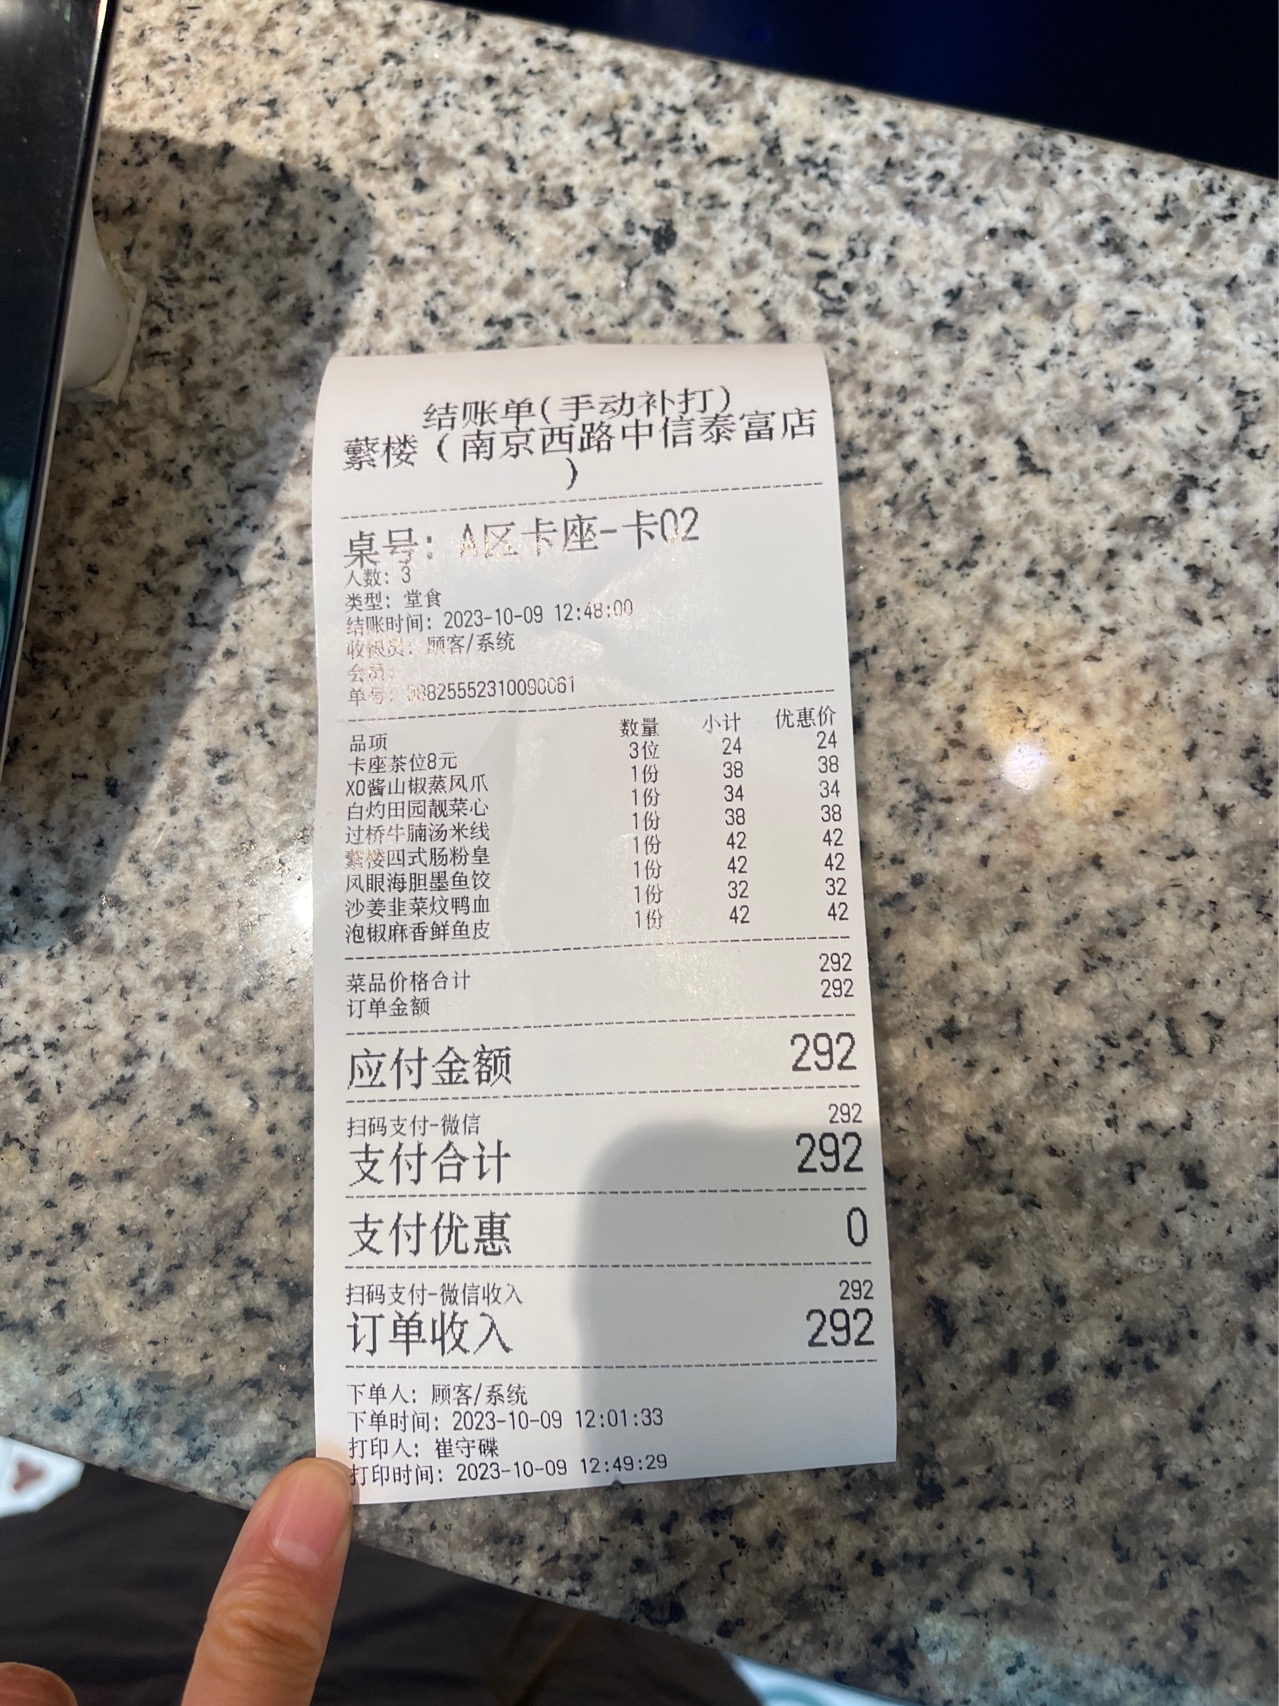 结账单(手动补打)
蘩楼（南京西路中信泰富店
）
桌号: A区卡座-卡02
人数: 3
类型: 堂食
结账时间: 2023-10-09 12:48:00
收银员: 顾客/系统
会员:
单号:
品项 数量 小计 优惠价
卡座茶位8元 3位 24 24
XO酱山椒蒸凤爪 1份 38 38
白灼田园靓菜心 1份 34 34
过桥牛腩汤米线 1份 38 38
蘩楼四式肠粉皇 1份 42 42
凤眼海胆墨鱼饺 1份 42 42
沙姜韭菜炆鸭血 1份 32 32
泡椒麻香鲜鱼皮 1份 42 42
菜品价格合计 292
订单金额 292
应付金额 292
扫码支付-微信 292
支付合计 292
支付优惠 0
扫码支付-微信收入 292
订单收入 292
下单人: 顾客/系统
下单时间: 2023-10-09 12:01:33
打印人: 崔守碟
打印时间: 2023-10-09 12:49:29